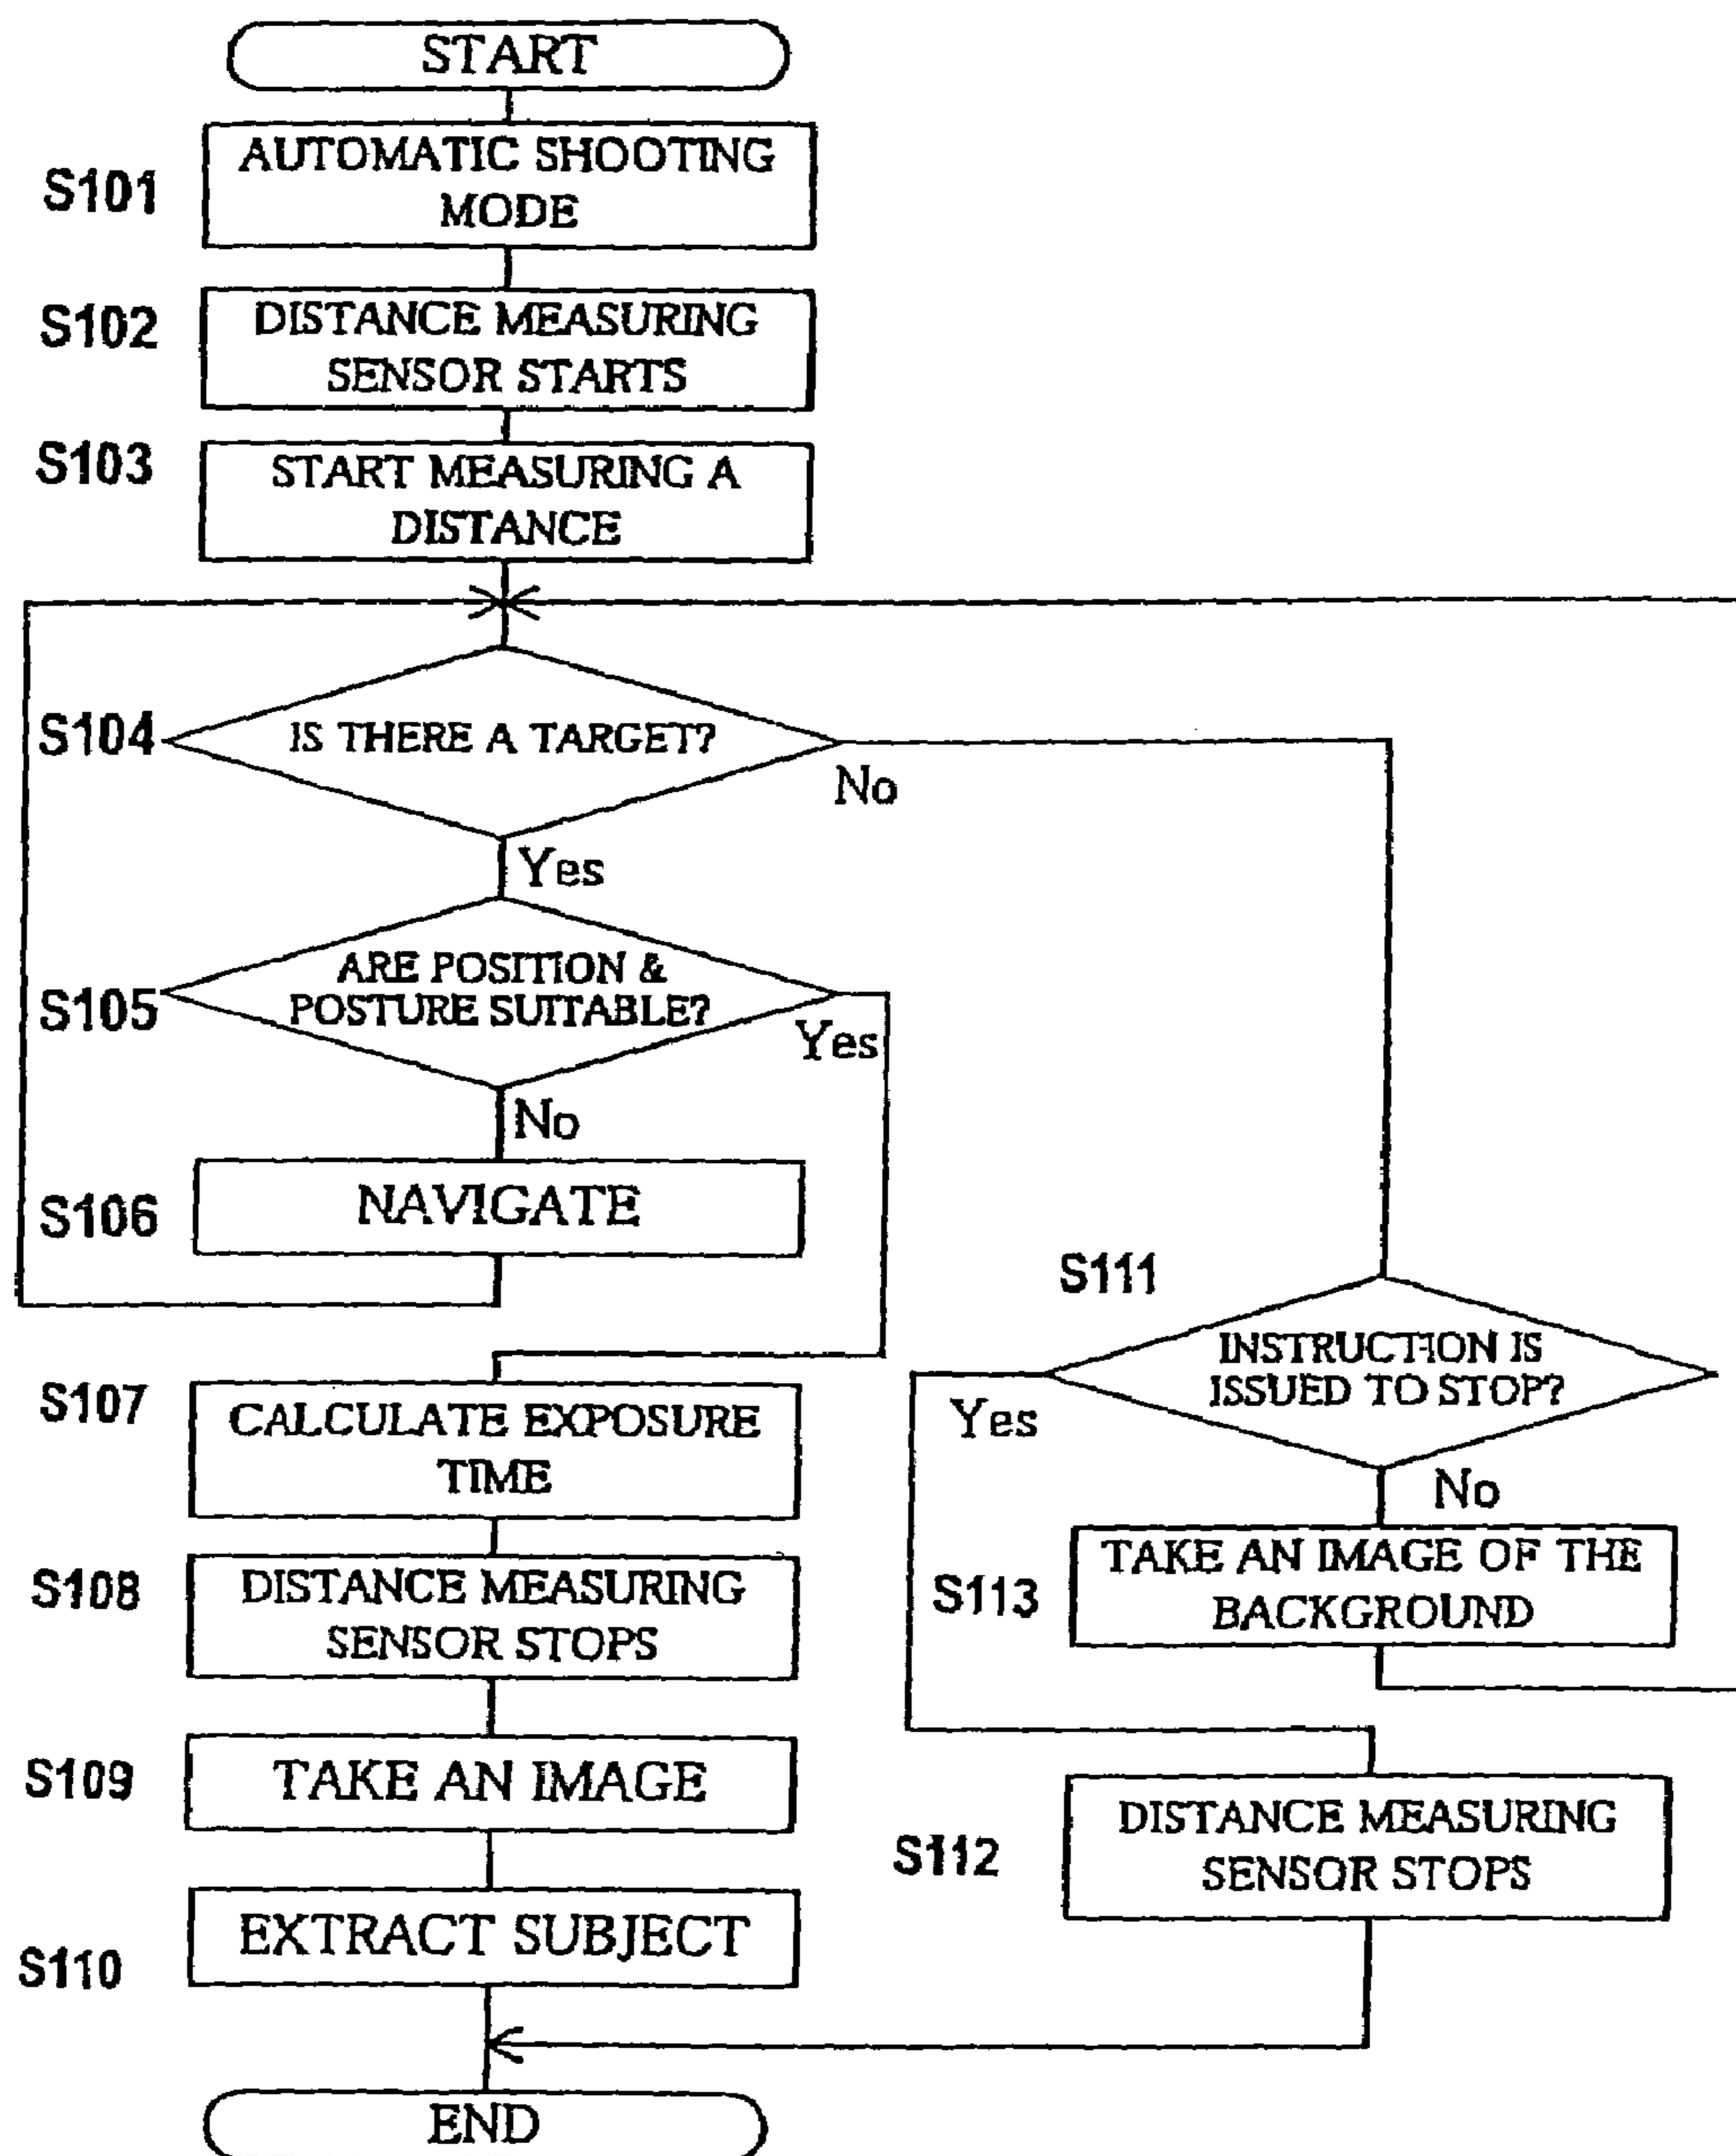 START
S101
AUTOMATIC SHOOTING
MODE
S102
DISTANCE MEASURING
SENSOR STARTS
S103
START MEASURING A
DISTANCE
S104
IS THERE A TARGET?
No
Yes
S105
ARE POSITION &
POSTURE SUITABLE?
Yes
No
S106
NAVIGATE
S107
CALCULATE EXPOSURE
TIME
S108
DISTANCE MEASURING
SENSOR STOPS
S109
TAKE AN IMAGE
S110
EXTRACT SUBJECT
S111
INSTRUCTION IS
ISSUED TO STOP?
Yes
No
S113
TAKE AN IMAGE OF THE
BACKGROUND
S112
DISTANCE MEASURING
SENSOR STOPS
END